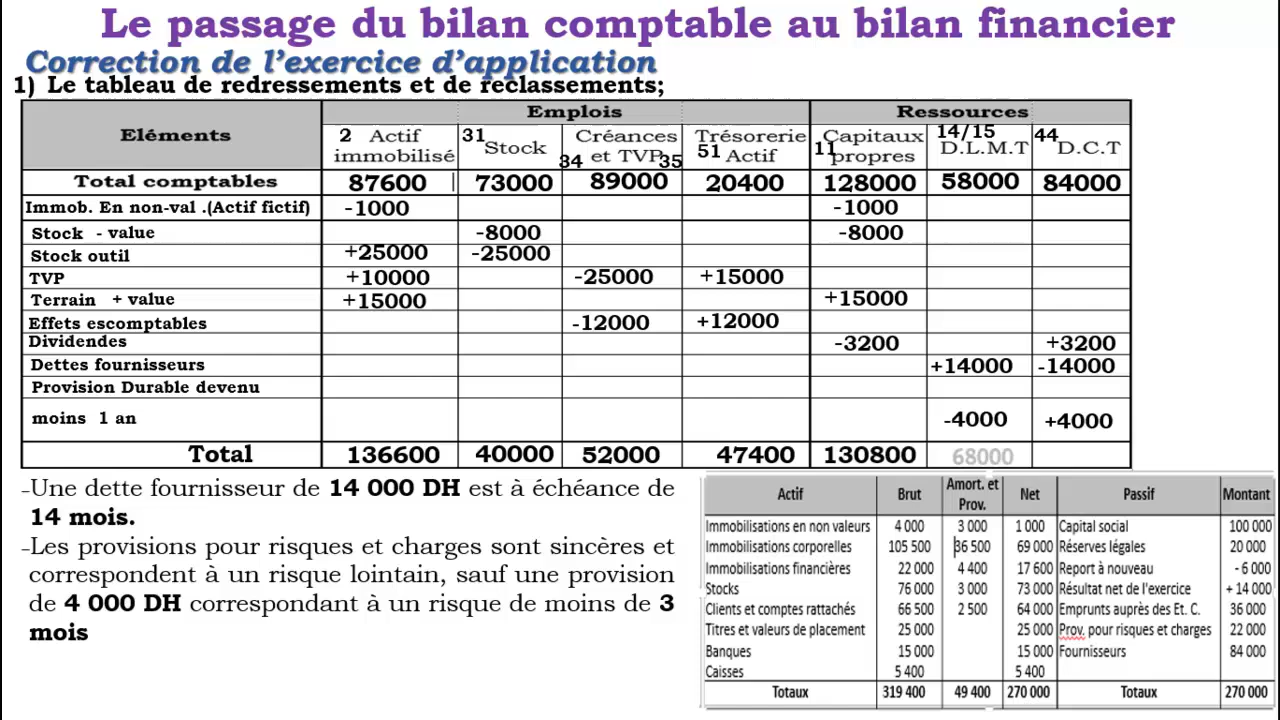 Le passage du bilan comptable au bilan financier
Correction de l'exercice d'application
1) Le tableau de redressements et de reclassements;
Eléments Emplois Ressources
2 Actif immobilisé 31 Stock 34 Créances et TVP 35 Trésorerie 51 Actif 11 Capitaux propres 14/15 D.L.M.T 44 D.C.T
Total comptables 87600 73000 89000 20400 128000 58000 84000
Immob. En non-val .(Actif fictif) -1000 -1000
Stock - value -8000 -8000
Stock outil +25000 -25000
TVP +10000 -25000 +15000
Terrain + value +15000 +15000
Effets escomptables -12000 +12000
Dividendes -3200 +3200
Dettes fournisseurs +14000 -14000
Provision Durable devenu
moins 1 an -4000 +4000
Total 136600 40000 52000 47400 130800 68000
-Une dette fournisseur de 14 000 DH est à échéance de
14 mois.
-Les provisions pour risques et charges sont sincères et
correspondent à un risque lointain, sauf une provision
de 4 000 DH correspondant à un risque de moins de 3
mois
Actif Brut Amort. et Prov. Net Passif Montant
Immobilisations en non valeurs 4 000 3 000 1 000 Capital social 100 000
Immobilisations corporelles 105 500 36 500 69 000 Réserves légales 20 000
Immobilisations financières 22 000 4 400 17 600 Report à nouveau - 6 000
Stocks 76 000 3 000 73 000 Résultat net de l'exercice + 14 000
Clients et comptes rattachés 66 500 2 500 64 000 Emprunts auprès des Et. C. 36 000
Titres et valeurs de placement 25 000 25 000 Prov. pour risques et charges 22 000
Banques 15 000 15 000 Fournisseurs 84 000
Caisses 5 400 5 400
Totaux 319 400 49 400 270 000 Totaux 270 000